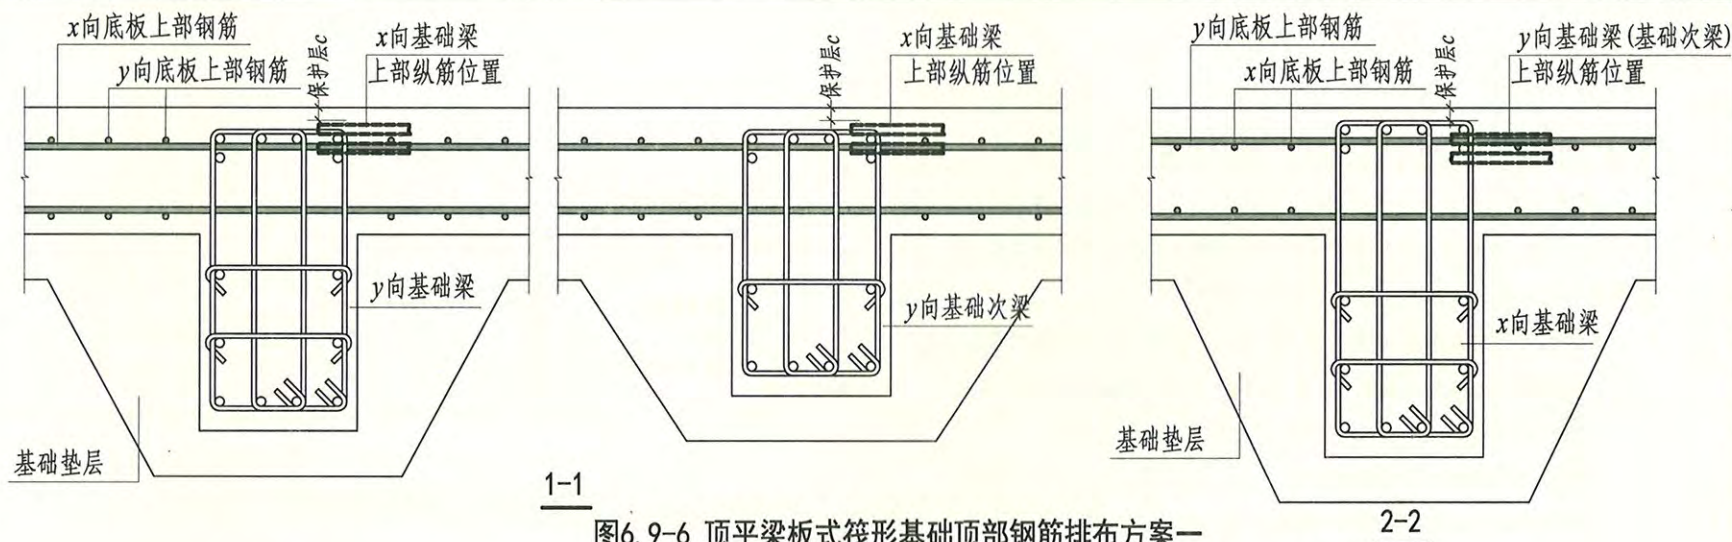 x向底板上部钢筋
y向底板上部钢筋
保护层c
x向基础梁
上部纵筋位置
y向基础梁
基础垫层
保护层c
x向基础梁
上部纵筋位置
y向基础次梁
1-1
y向底板上部钢筋
x向底板上部钢筋
保护层c
y向基础梁(基础次梁)
上部纵筋位置
x向基础梁
基础垫层
2-2
图6.9-6 顶平梁板式筏形基础顶部钢筋排布方案一